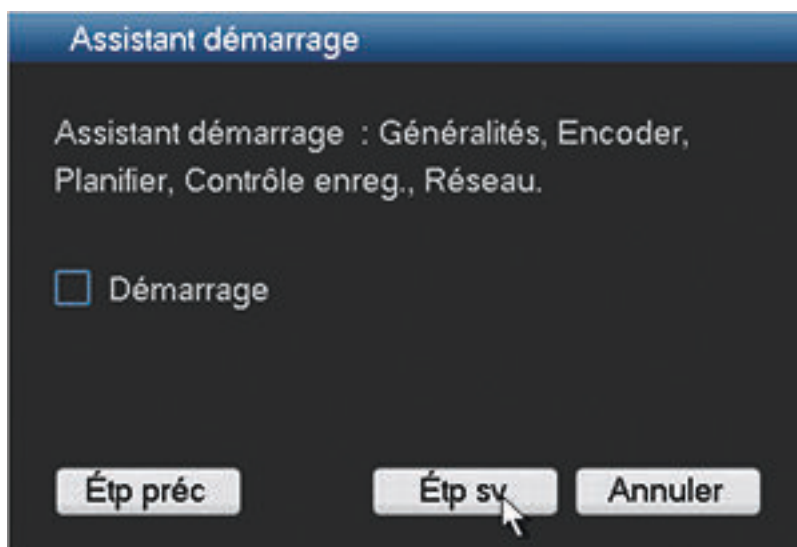 Assistant démarrage
Assistant démarrage : Généralités, Encoder,
Planifier, Contrôle enreg., Réseau.
Démarrage
Étp préc
Étp sv
Annuler